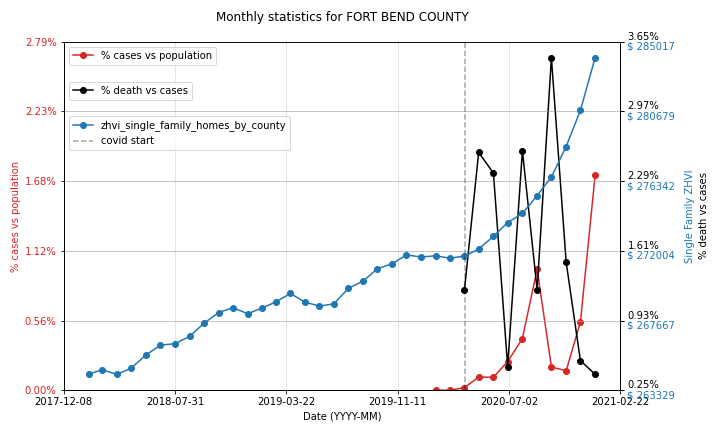 Monthly statistics for FORT BEND COUNTY
2.79%
2.23%
1.68%
1.12%
0.56%
0.00%
% cases vs population
% cases vs population
% death vs cases
zhvi_single_family_homes_by_county
covid start
3.65%
$ 285017
2.97%
$ 280679
2.29%
$ 276342
1.61%
$ 272004
0.93%
$ 267667
0.25%
$ 263329
Single Family ZHVI
% death vs cases
2017-12-08
2018-07-31
2019-03-22
2019-11-11
2020-07-02
2021-02-22
Date (YYYY-MM)